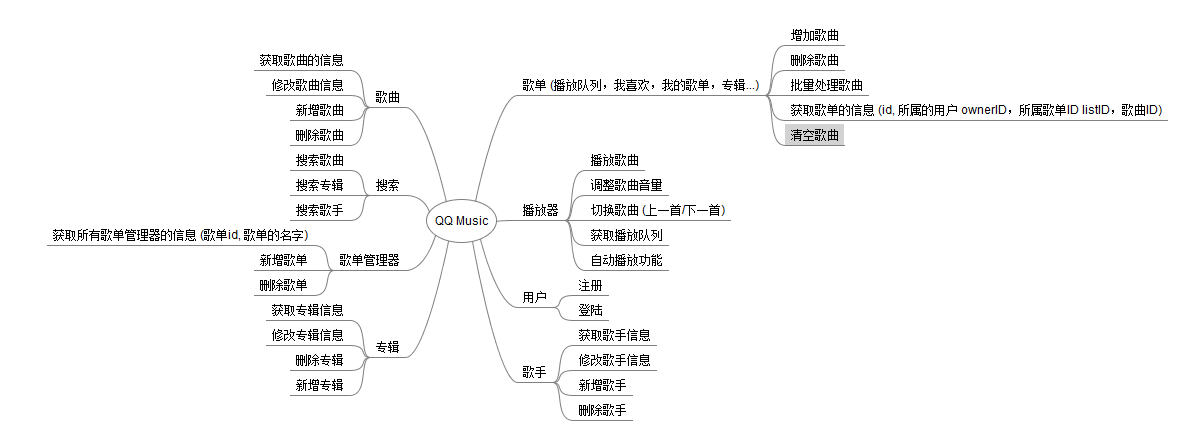 QQ Music
歌曲
获取歌曲的信息
修改歌曲信息
新增歌曲
删除歌曲
搜索
搜索歌曲
搜索专辑
搜索歌手
歌单管理器
获取所有歌单管理器的信息 (歌单id, 歌单的名字)
新增歌单
删除歌单
专辑
获取专辑信息
修改专辑信息
删除专辑
新增专辑
歌单 (播放队列，我喜欢，我的歌单，专辑...)
增加歌曲
删除歌曲
批量处理歌曲
获取歌单的信息 (id, 所属的用户 ownerID，所属歌单ID listID，歌曲ID)
清空歌曲
播放器
播放歌曲
调整歌曲音量
切换歌曲 (上一首/下一首)
获取播放队列
自动播放功能
用户
注册
登陆
歌手
获取歌手信息
修改歌手信息
新增歌手
删除歌手